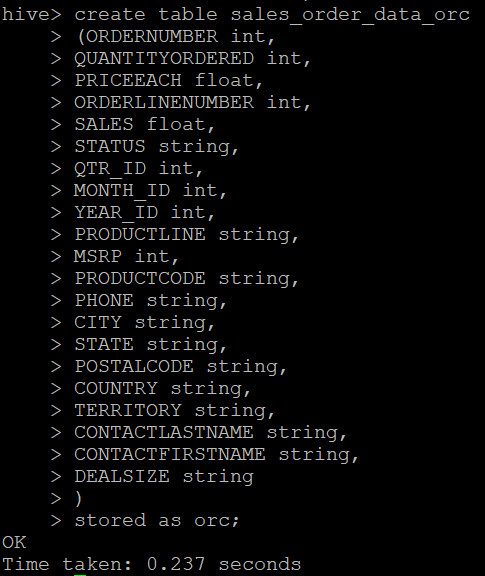 hive> create table sales_order_data_orc
    > (ORDERNUMBER int,
    > QUANTITYORDERED int,
    > PRICEEACH float,
    > ORDERLINENUMBER int,
    > SALES float,
    > STATUS string,
    > QTR_ID int,
    > MONTH_ID int,
    > YEAR_ID int,
    > PRODUCTLINE string,
    > MSRP int,
    > PRODUCTCODE string,
    > PHONE string,
    > CITY string,
    > STATE string,
    > POSTALCODE string,
    > COUNTRY string,
    > TERRITORY string,
    > CONTACTLASTNAME string,
    > CONTACTFIRSTNAME string,
    > DEALSIZE string
    > )
    > stored as orc;
OK
Time taken: 0.237 seconds